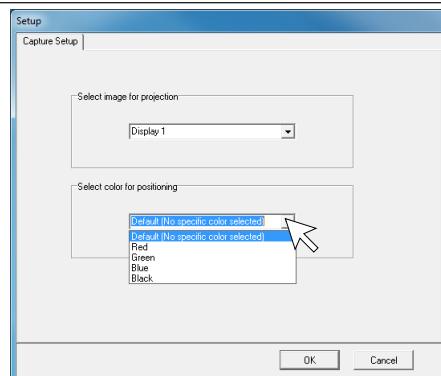 Setup
Capture Setup
Select image for projection
Display 1
Select color for positioning
Default (No specific color selected)
Default (No specific color selected)
Red
Green
Blue
Black
OK
Cancel